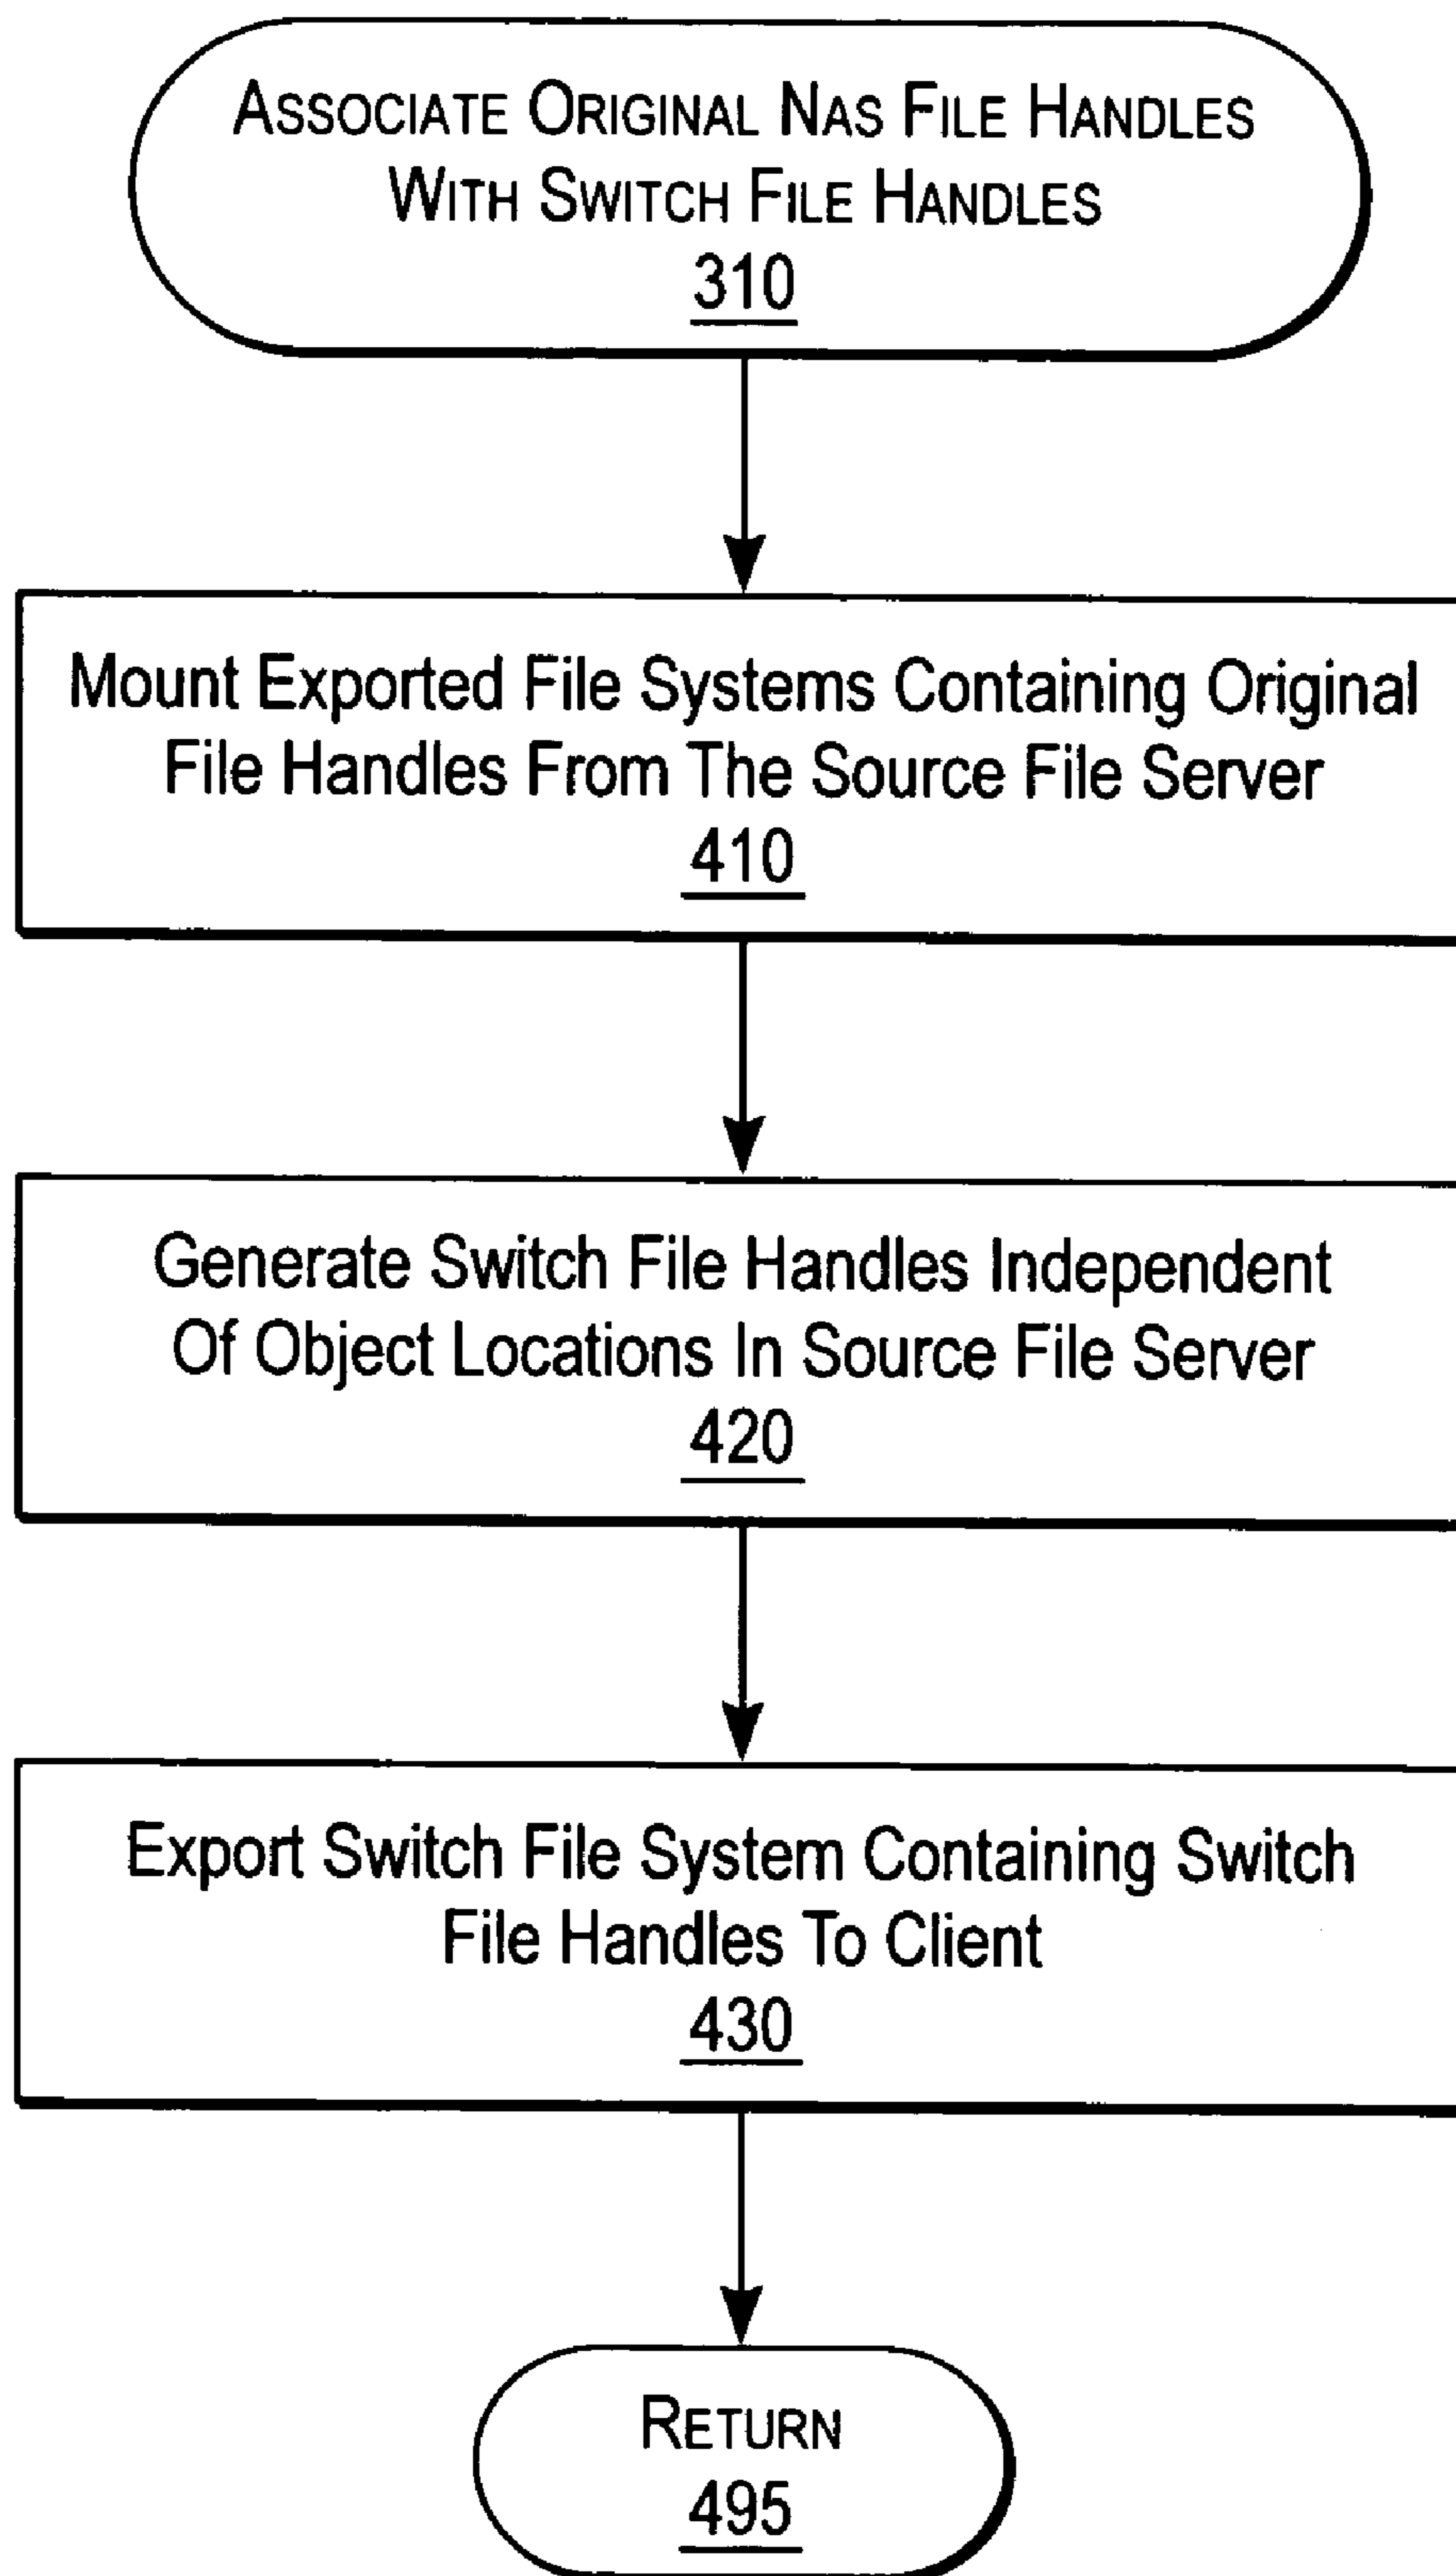 ASSOCIATE ORIGINAL NAS FILE HANDLES
WITH SWITCH FILE HANDLES
310
Mount Exported File Systems Containing Original
File Handles From The Source File Server
410
Generate Switch File Handles Independent
Of Object Locations In Source File Server
420
Export Switch File System Containing Switch
File Handles To Client
430
RETURN
495